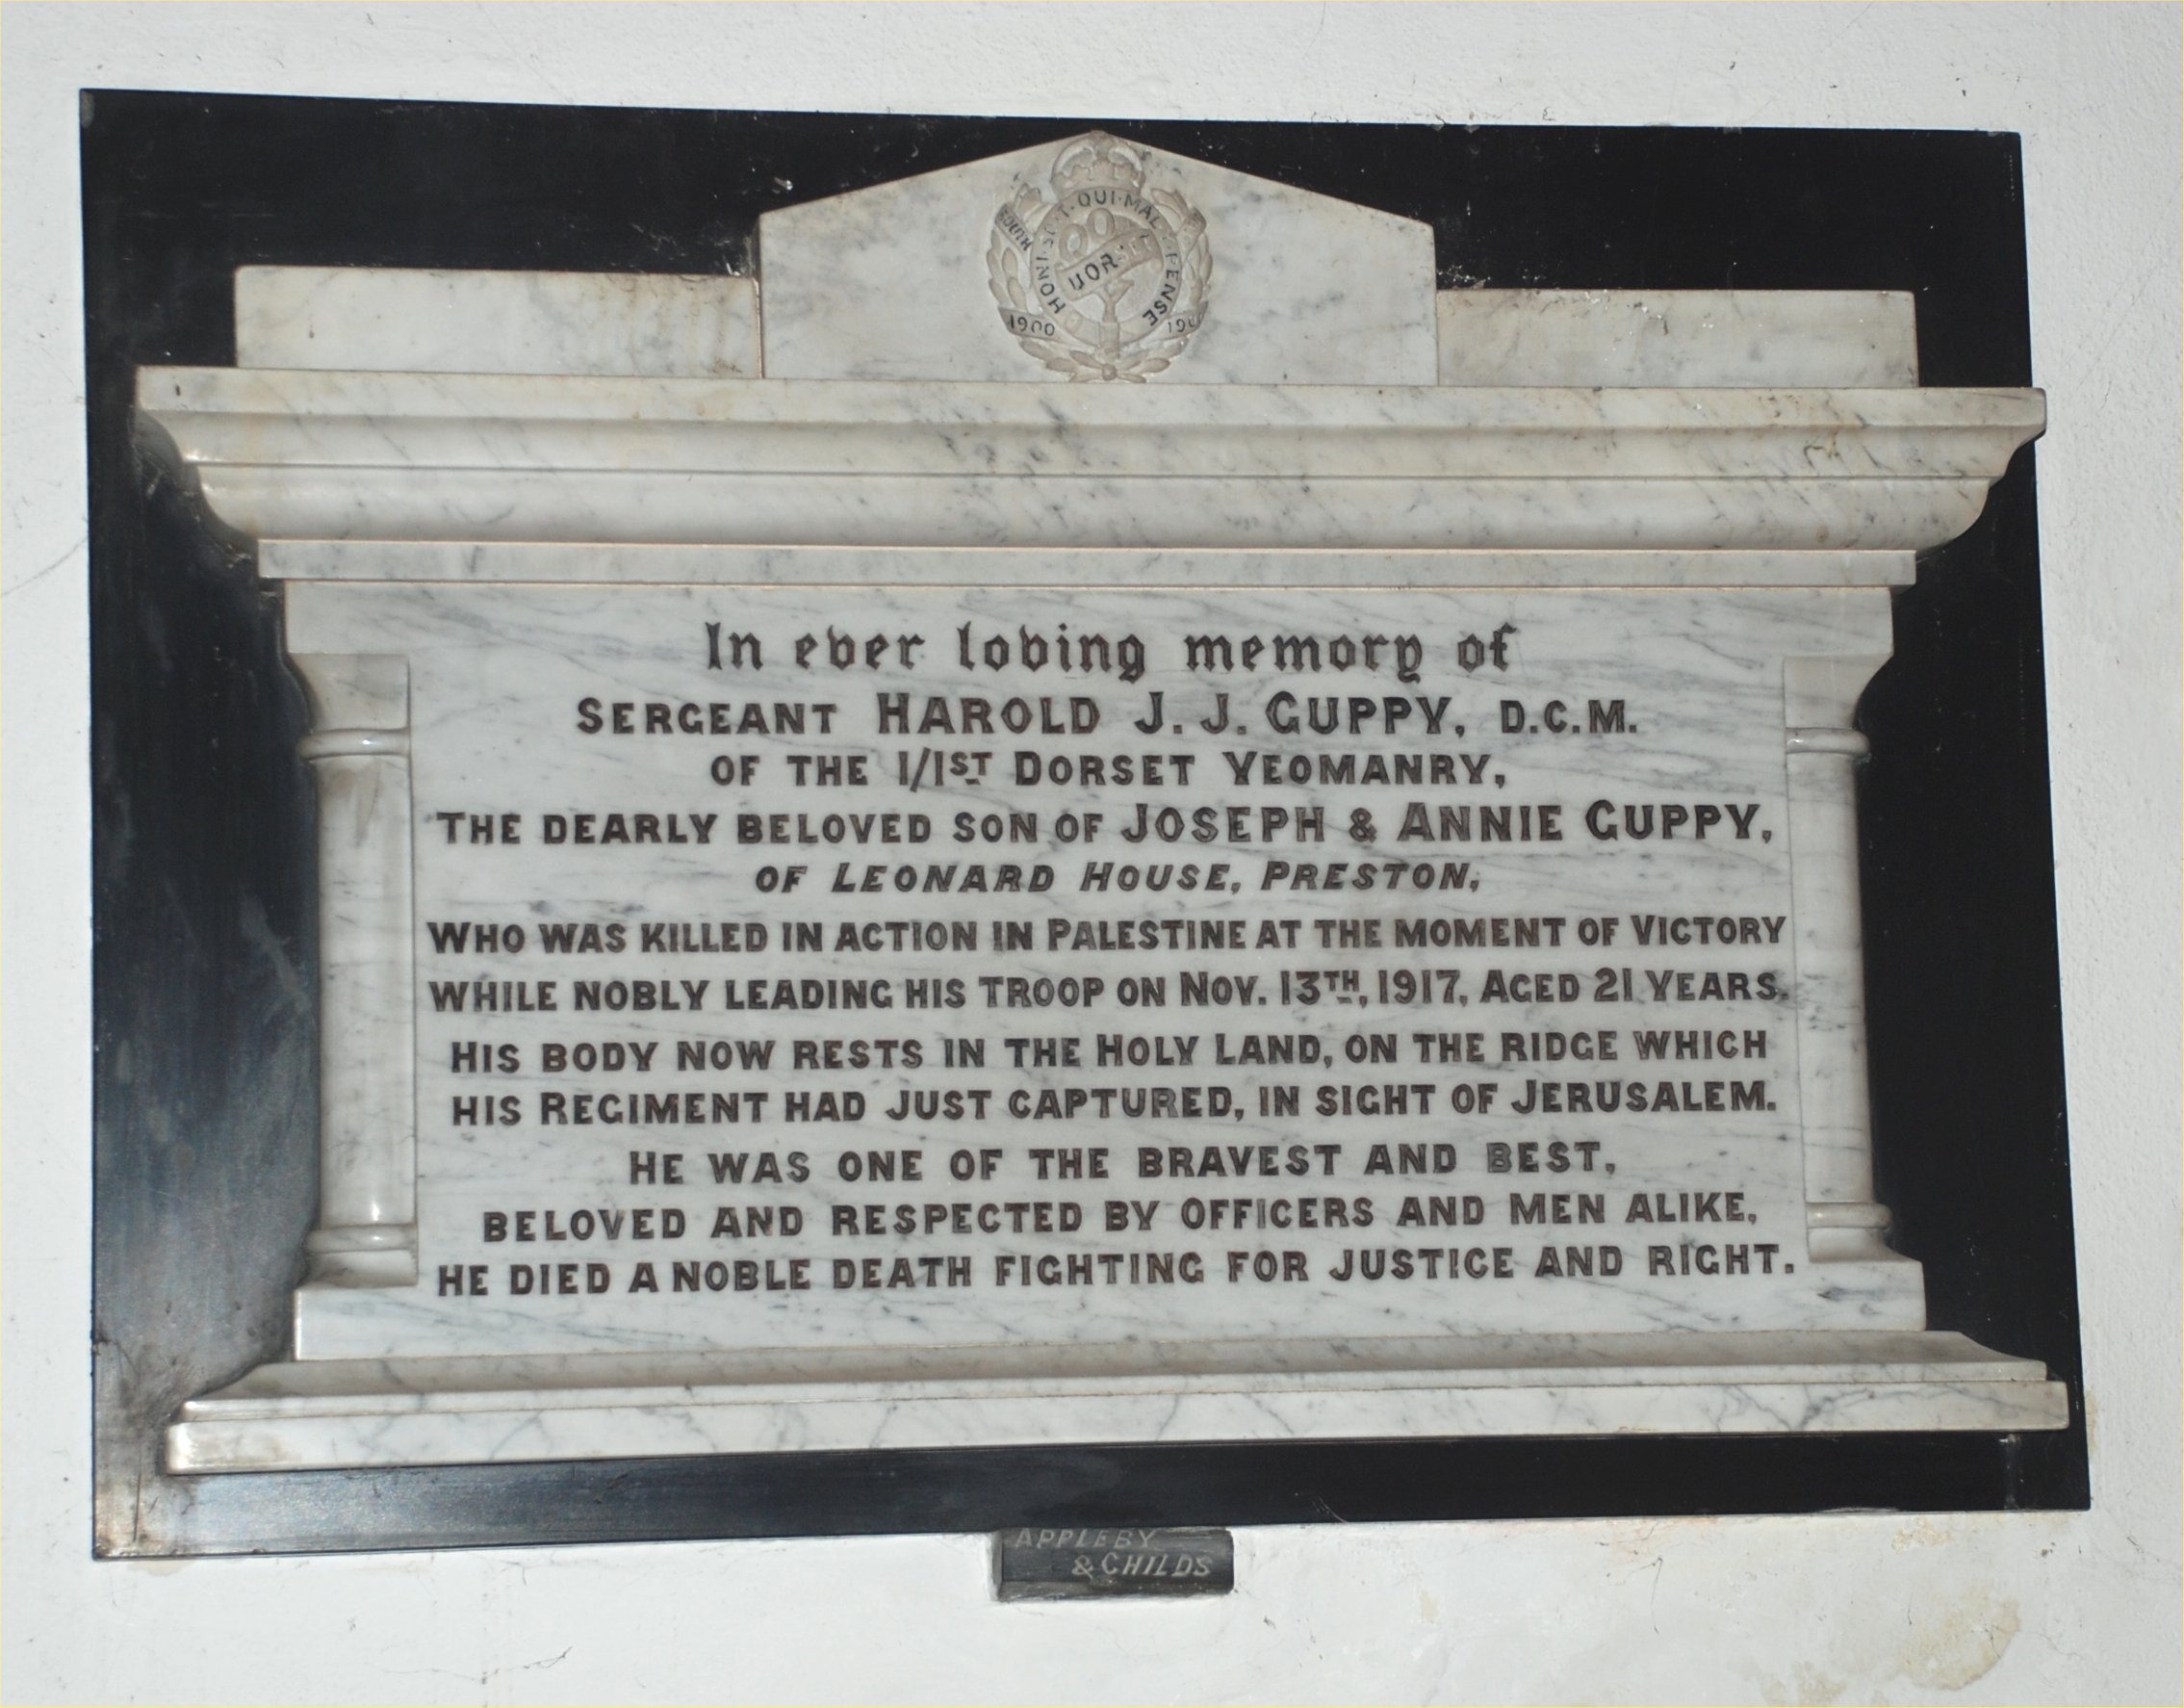 HONI·SOIT·QUI·MAL·Y·PENSE
SOUTH
1900
In ever loving memory of
SERGEANT HAROLD J. J. GUPPY, D.C.M.
OF THE 1/1ST DORSET YEOMANRY,
THE DEARLY BELOVED SON OF JOSEPH & ANNIE GUPPY,
OF LEONARD HOUSE, PRESTON,
WHO WAS KILLED IN ACTION IN PALESTINE AT THE MOMENT OF VICTORY
WHILE NOBLY LEADING HIS TROOP ON NOV. 13TH, 1917, AGED 21 YEARS.
HIS BODY NOW RESTS IN THE HOLY LAND, ON THE RIDGE WHICH
HIS REGIMENT HAD JUST CAPTURED, IN SIGHT OF JERUSALEM.
HE WAS ONE OF THE BRAVEST AND BEST,
BELOVED AND RESPECTED BY OFFICERS AND MEN ALIKE,
HE DIED A NOBLE DEATH FIGHTING FOR JUSTICE AND RIGHT.
APPLEBY
& CHILDS